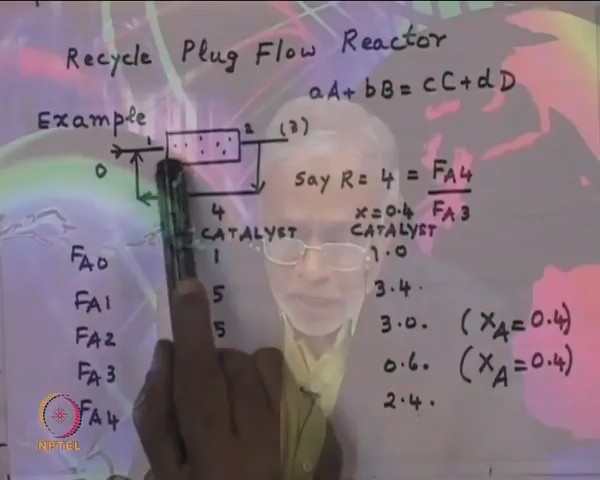 Recycle Plug Flow Reactor
aA + bB = cC + dD
Example
1 2 (3)
0
Say R = 4 = FA4/FA3
4 x = 0.4
CATALYST CATALYST
FA0 1 1.0
FA1 5 3.4.
FA2 5 3.0. (XA = 0.4)
FA3 0.6. (XA = 0.4)
FA4 2.4.
NPTEL